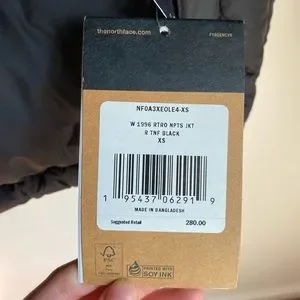 thenorthface.com
NF0A3XEOLE4-XS
W 1996 RTRO NPTS JKT
R TNF BLACK
XS
1 95437 06291 9
MADE IN BANGLADESH
Suggested Retail 280.00
FSC
PRINTED WITH
SOY INK